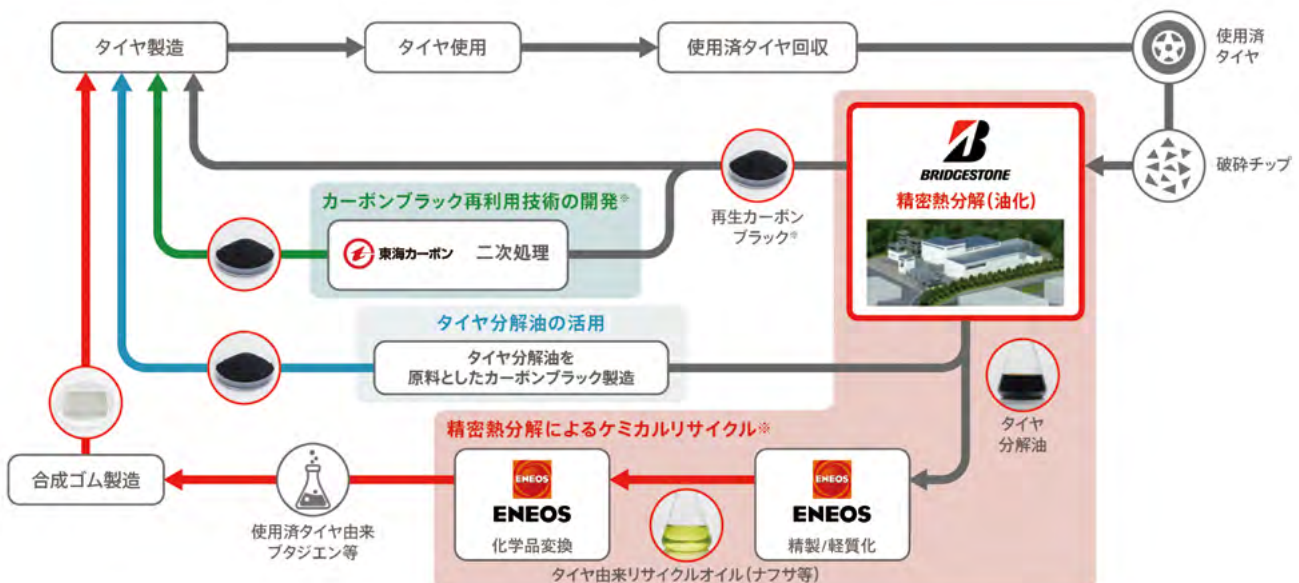 タイヤ製造
タイヤ使用
使用済タイヤ回収
使用済
タイヤ
破砕チップ
BRIDGESTONE
精密熱分解(油化)
再生カーボン
ブラック※
カーボンブラック再利用技術の開発※
東海カーボン 二次処理
タイヤ分解油の活用
タイヤ分解油を
原料としたカーボンブラック製造
タイヤ
分解油
精密熱分解によるケミカルリサイクル※
ENEOS
ENEOS
化学品変換
ENEOS
ENEOS
精製/軽質化
タイヤ由来リサイクルオイル(ナフサ等)
使用済タイヤ由来
ブタジエン等
合成ゴム製造